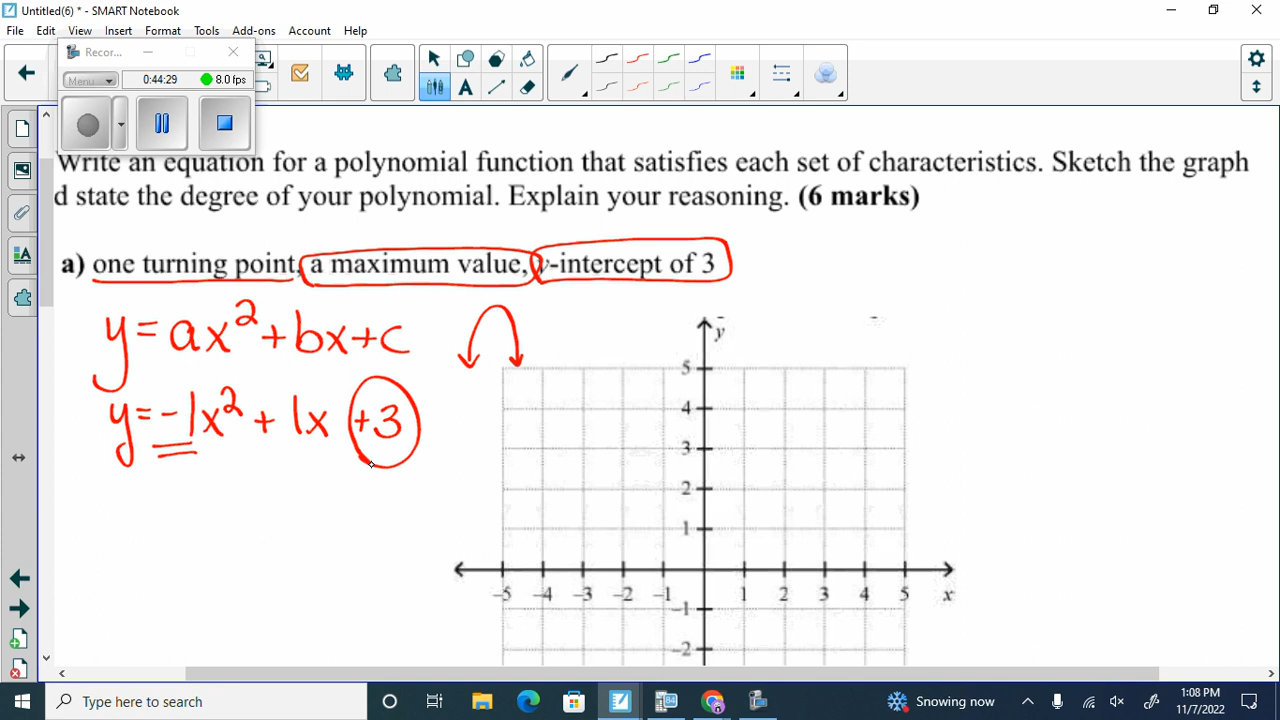 Untitled(6) * - SMART Notebook
File Edit View Insert Format Tools Add-ons Account Help
Recor...
Menu 0:44:29 8.0 fps
Write an equation for a polynomial function that satisfies each set of characteristics. Sketch the graph
d state the degree of your polynomial. Explain your reasoning. (6 marks)
a) one turning point, a maximum value, y-intercept of 3
y = ax² + bx + c
y = -1x² + 1x + 3
y
5
4
3
2
1
-5 -4 -3 -2 -1 1 2 3 4 5 x
-1
-2
Type here to search
Snowing now
1:08 PM
11/7/2022